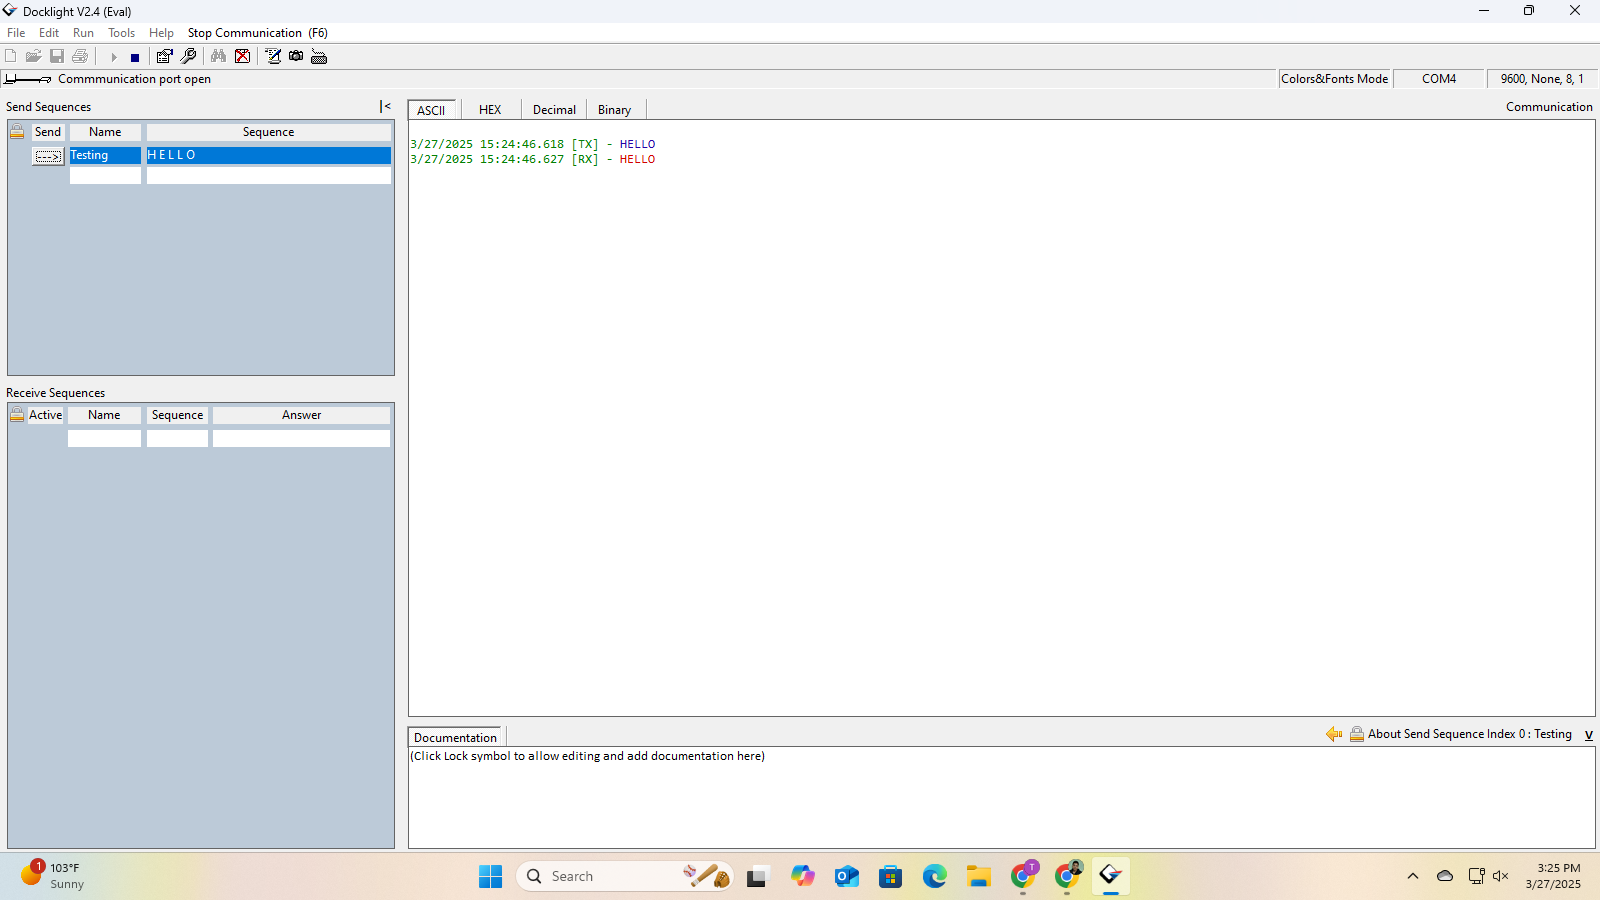 Docklight V2.4 (Eval)
File Edit Run Tools Help Stop Communication (F6)
Commmunication port open
Colors&Fonts Mode COM4 9600, None, 8, 1
Send Sequences |<
Send Name Sequence
---> Testing H E L L O
Receive Sequences
Active Name Sequence Answer
ASCII HEX Decimal Binary
Communication
3/27/2025 15:24:46.618 [TX] - HELLO
3/27/2025 15:24:46.627 [RX] - HELLO
Documentation
About Send Sequence Index 0 : Testing V
(Click Lock symbol to allow editing and add documentation here)
1
103°F
Sunny
Search
T
3:25 PM
3/27/2025